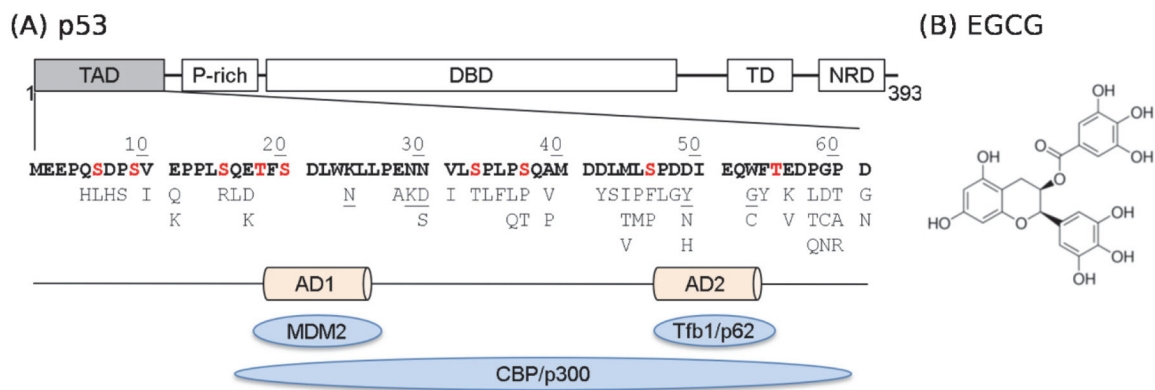 (A) p53
(B) EGCG
TAD P-rich DBD TD NRD
1 393
10 20 30 40 50 60
MEEPQSDPSV EPPLSQETFS DLWKLLPENN VLSPLPSQAM DDLMLSPDDI EQWFTEDPGP D
HLHS I Q RLD N AKD I TLFLP V YSIPFLGY GY K LDT G
K K S QT P TMP N C V TCA N
V H QNR
AD1 AD2
MDM2 Tfb1/p62
CBP/p300
OH
OH
OH
O
O
OH
HO
O
OH
OH
OH